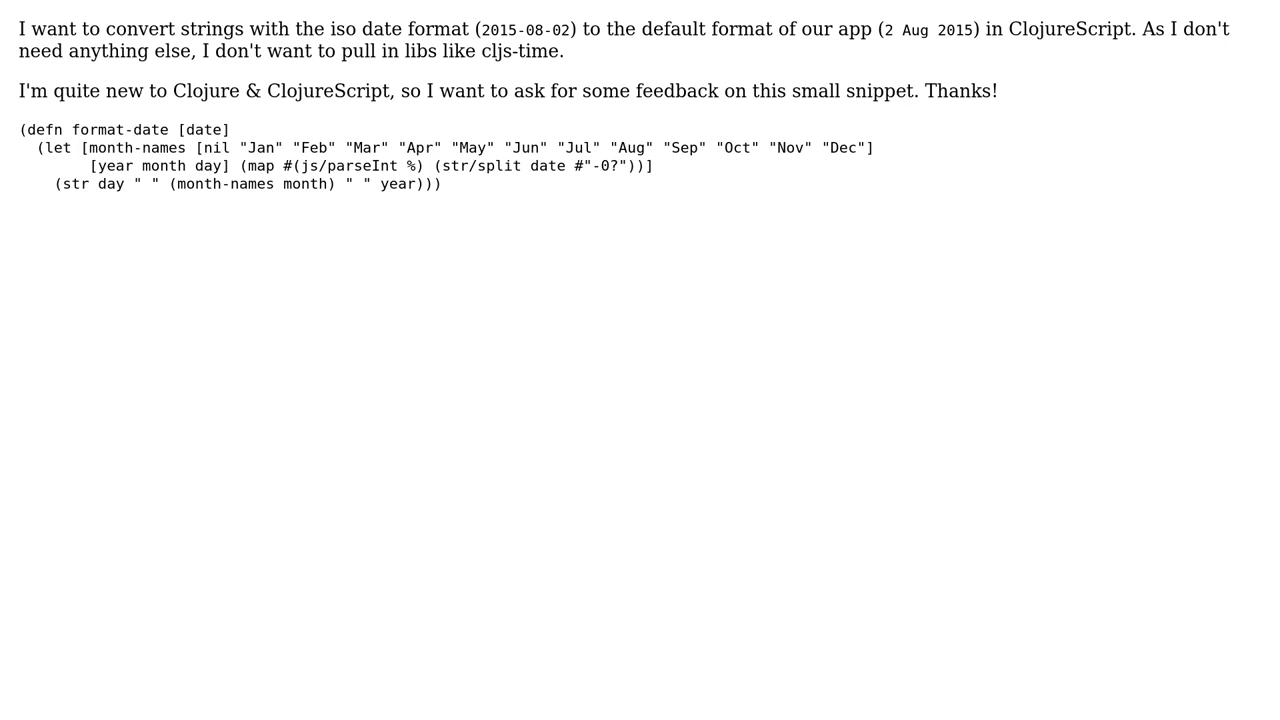 I want to convert strings with the iso date format (2015-08-02) to the default format of our app (2 Aug 2015) in ClojureScript. As I don't
need anything else, I don't want to pull in libs like cljs-time.
I'm quite new to Clojure & ClojureScript, so I want to ask for some feedback on this small snippet. Thanks!
(defn format-date [date]
  (let [month-names [nil "Jan" "Feb" "Mar" "Apr" "May" "Jun" "Jul" "Aug" "Sep" "Oct" "Nov" "Dec"]
        [year month day] (map #(js/parseInt %) (str/split date #"-0?"))]
    (str day " " (month-names month) " " year)))